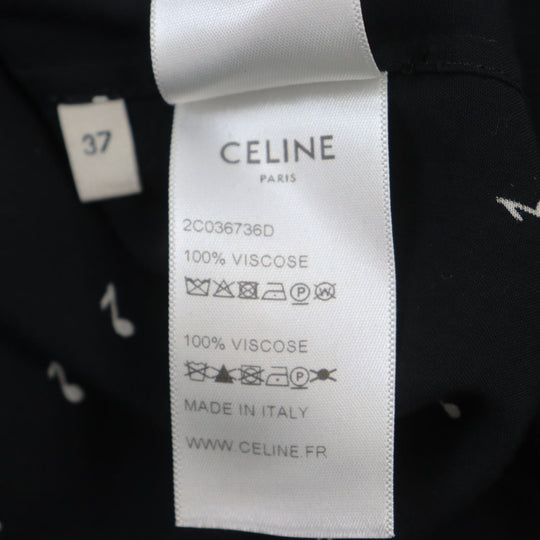 37
CELINE
PARIS
2C036736D
100% VISCOSE
P W
100% VISCOSE
P
MADE IN ITALY
WWW.CELINE.FR